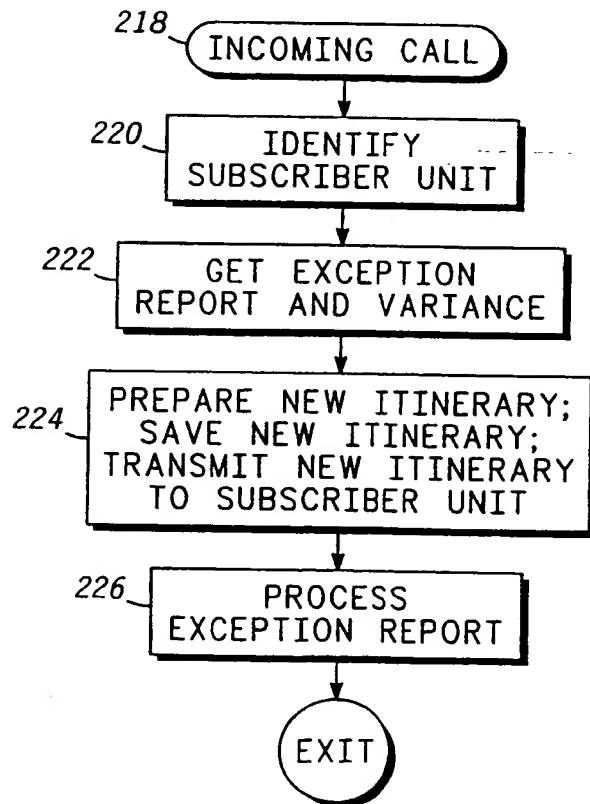 218
INCOMING CALL
220
IDENTIFY
SUBSCRIBER UNIT
222
GET EXCEPTION
REPORT AND VARIANCE
224
PREPARE NEW ITINERARY;
SAVE NEW ITINERARY;
TRANSMIT NEW ITINERARY
TO SUBSCRIBER UNIT
226
PROCESS
EXCEPTION REPORT
EXIT